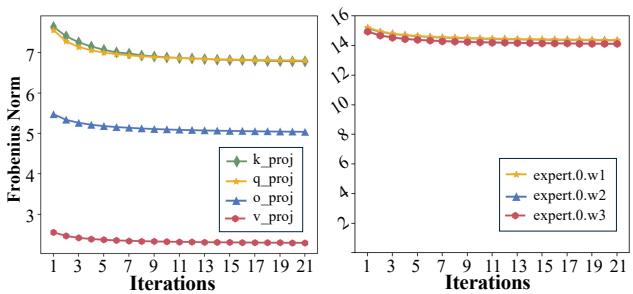 Frobenius Norm
7
6
5
4
3
k_proj
q_proj
o_proj
v_proj
1 3 5 7 9 11 13 15 17 19 21
Iterations
16
14
12
10
8
6
4
2
expert.0.w1
expert.0.w2
expert.0.w3
1 3 5 7 9 11 13 15 17 19 21
Iterations